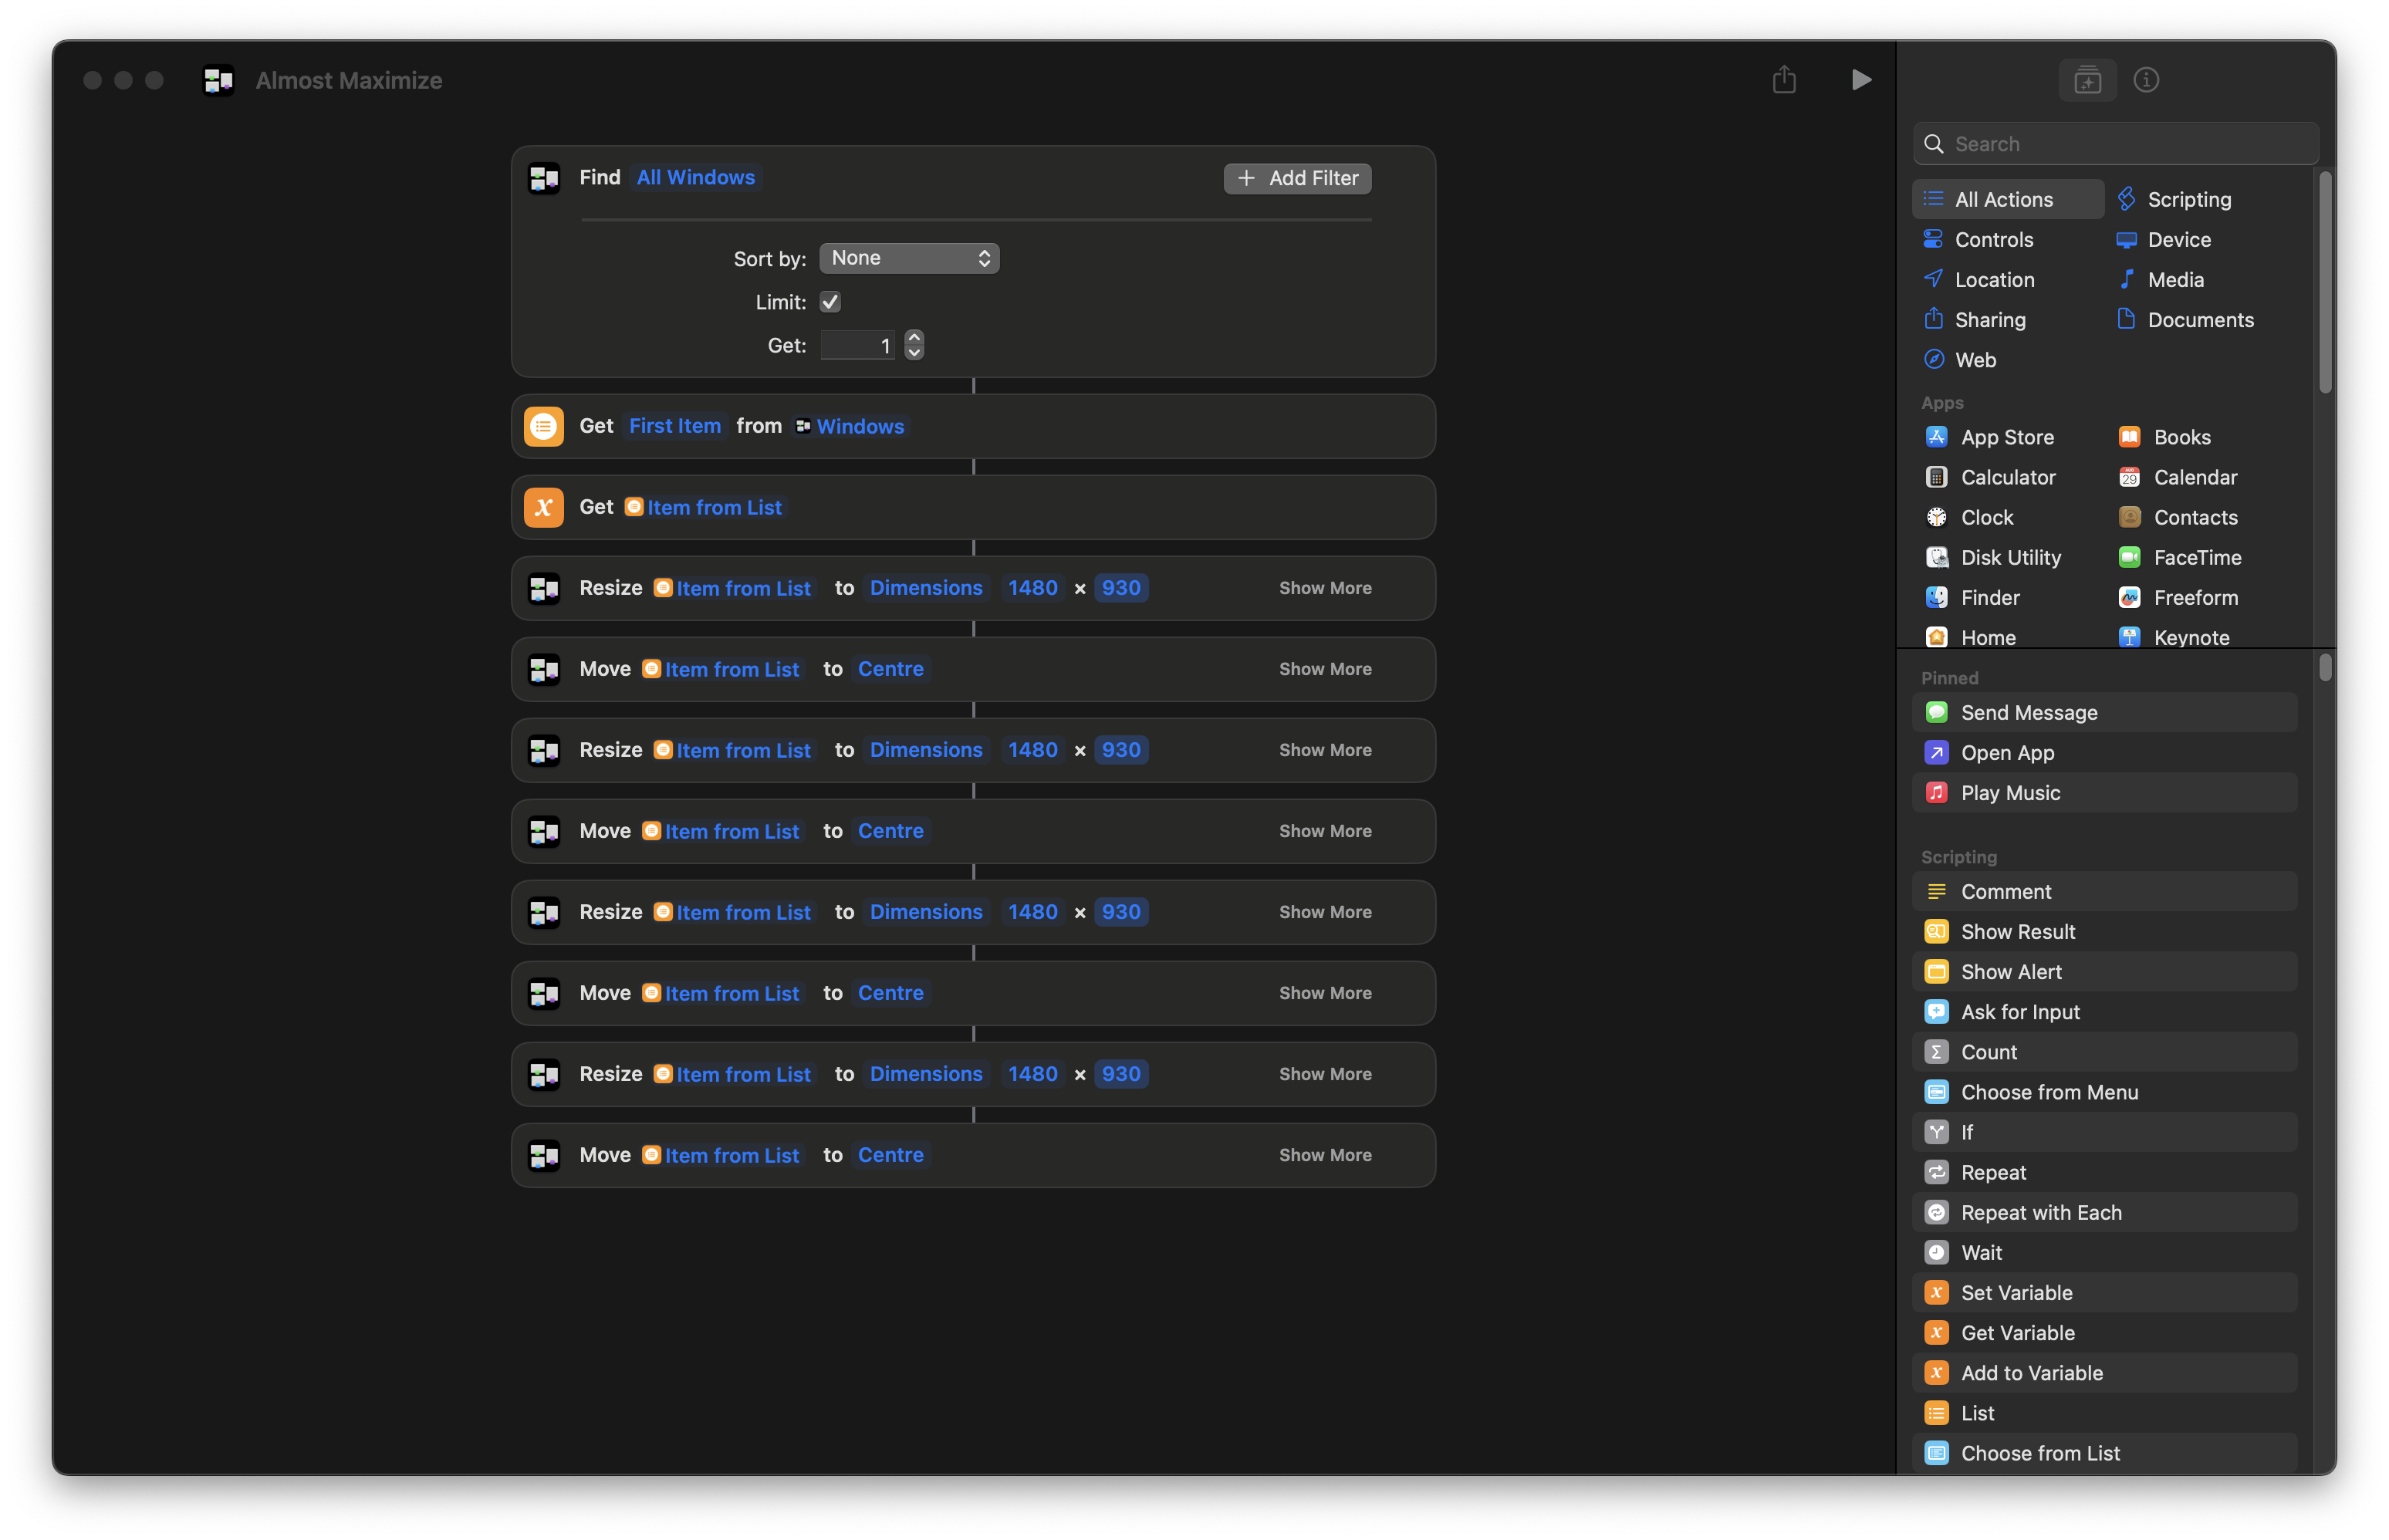 Almost Maximize
Find All Windows
Add Filter
Sort by: None
Limit:
Get: 1
Get First Item from Windows
Get Item from List
Resize Item from List to Dimensions 1480 × 930 Show More
Move Item from List to Centre Show More
Resize Item from List to Dimensions 1480 × 930 Show More
Move Item from List to Centre Show More
Resize Item from List to Dimensions 1480 × 930 Show More
Move Item from List to Centre Show More
Resize Item from List to Dimensions 1480 × 930 Show More
Move Item from List to Centre Show More
Search
All Actions
Scripting
Controls
Device
Location
Media
Sharing
Documents
Web
Apps
App Store
Books
Calculator
Calendar
Clock
Contacts
Disk Utility
FaceTime
Finder
Freeform
Home
Keynote
Pinned
Send Message
Open App
Play Music
Scripting
Comment
Show Result
Show Alert
Ask for Input
Count
Choose from Menu
If
Repeat
Repeat with Each
Wait
Set Variable
Get Variable
Add to Variable
List
Choose from List